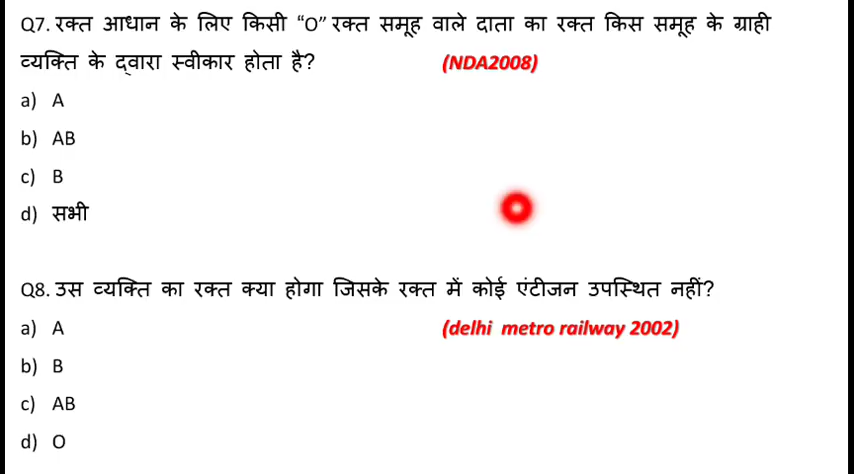 Q7. रक्त आधान के लिए किसी “O” रक्त समूह वाले दाता का रक्त किस समूह के ग्राही
व्यक्ति के द्वारा स्वीकार होता है? (NDA2008)
a) A
b) AB
c) B
d) सभी
Q8. उस व्यक्ति का रक्त क्या होगा जिसके रक्त में कोई एंटीजन उपस्थित नहीं?
a) A (delhi metro railway 2002)
b) B
c) AB
d) O